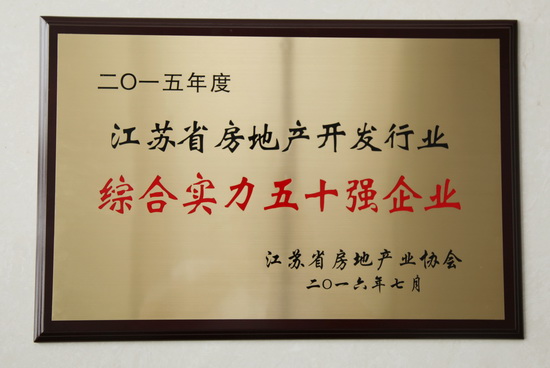 二〇一五年度
江苏省房地产开发行业
综合实力五十强企业
江苏省房地产业协会
二〇一六年七月